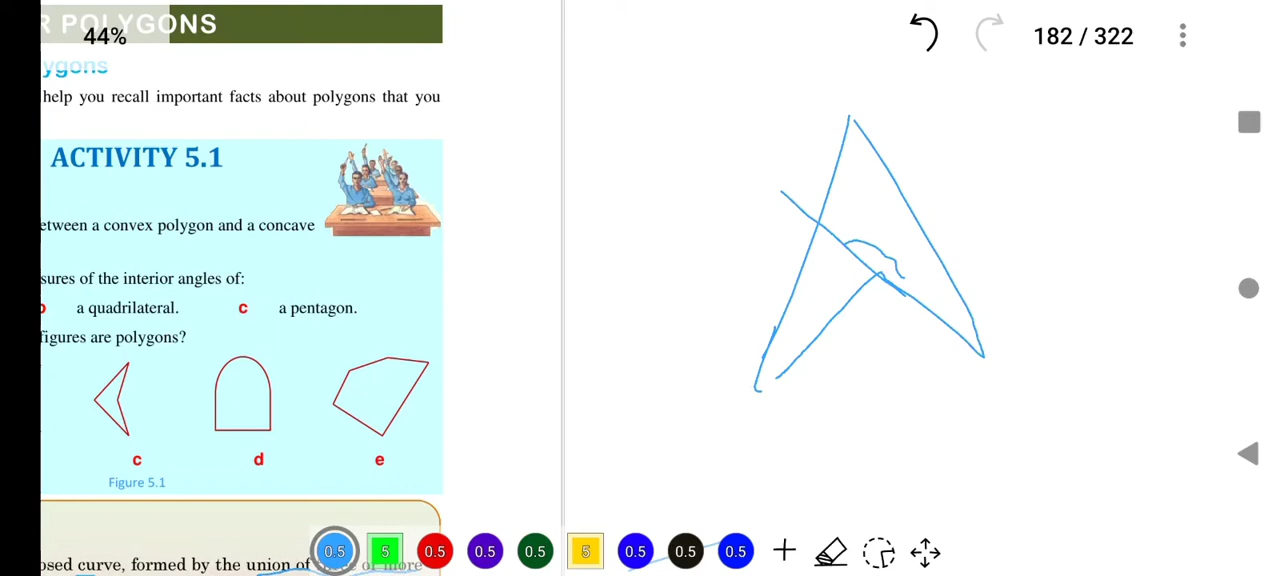 R POLYGONS
44%
182 / 322
ygons
help you recall important facts about polygons that you
ACTIVITY 5.1
etween a convex polygon and a concave
sures of the interior angles of:
b a quadrilateral. c a pentagon.
figures are polygons?
c d e
Figure 5.1
osed curve, formed by the union of or more
0.5 5 0.5 0.5 0.5 5 0.5 0.5 0.5